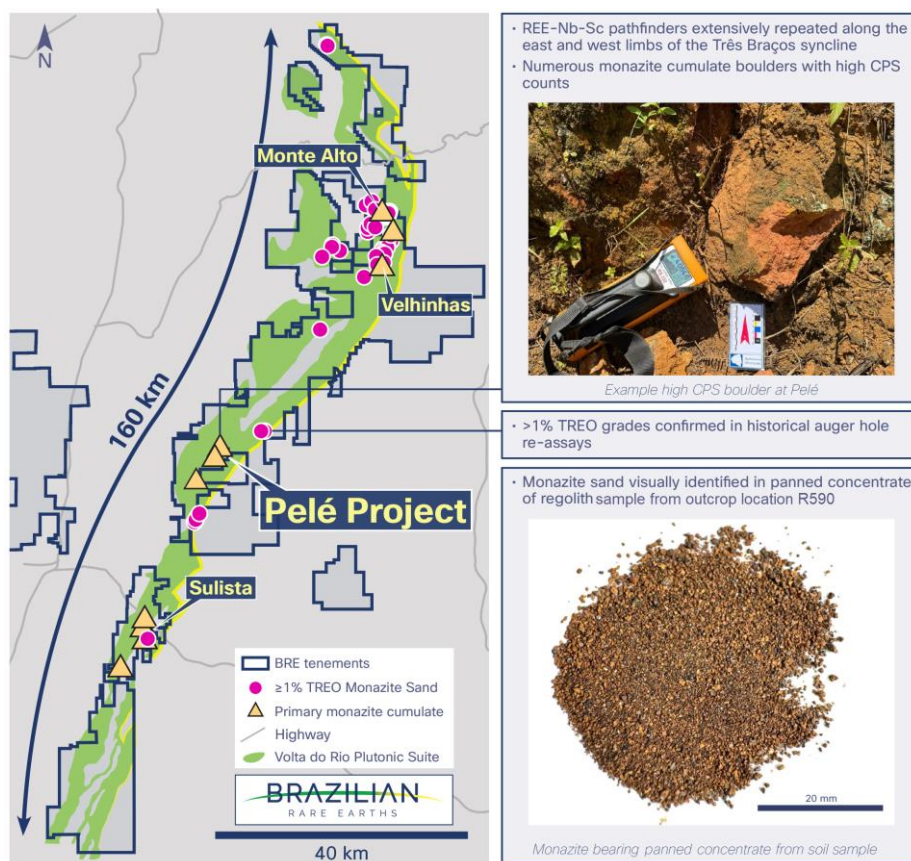 N
160 km
Monte Alto
Velhinhas
Pelé Project
Sulista
BRE tenements
≥1% TREO Monazite Sand
Primary monazite cumulate
Highway
Volta do Rio Plutonic Suite
BRAZILIAN
RARE EARTHS
40 km
• REE-Nb-Sc pathfinders extensively repeated along the
east and west limbs of the Três Braços syncline
• Numerous monazite cumulate boulders with high CPS
counts
Example high CPS boulder at Pelé
• >1% TREO grades confirmed in historical auger hole
re-assays
• Monazite sand visually identified in panned concentrate
of regolith sample from outcrop location R590
20 mm
Monazite bearing panned concentrate from soil sample